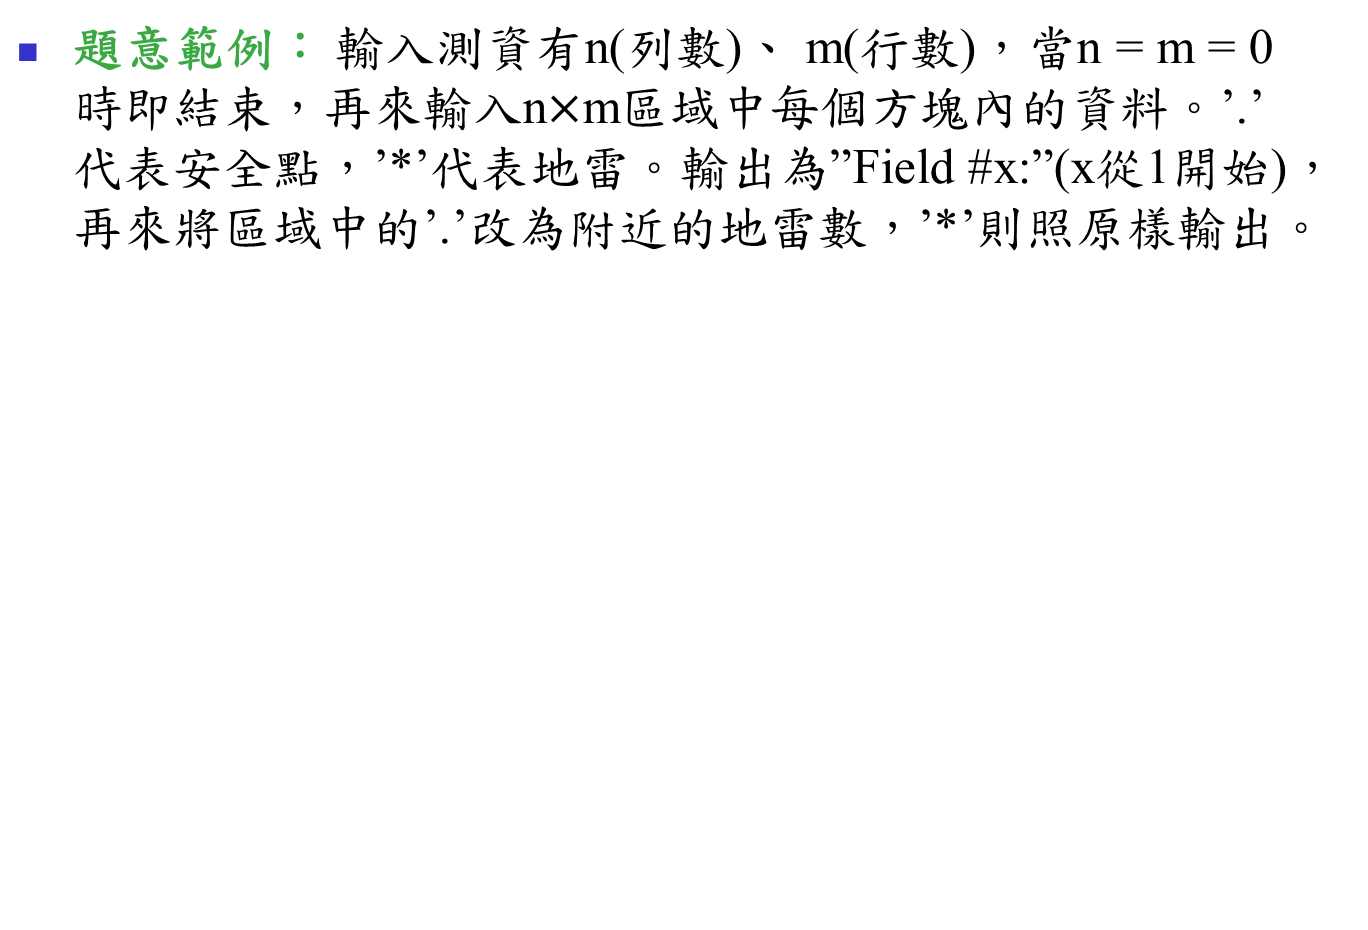 題意範例： 輸入測資有n(列數)、 m(行數)，當n = m = 0
時即結束，再來輸入n×m區域中每個方塊內的資料。’.’
代表安全點，’*’代表地雷。輸出為”Field #x:”(x從1開始)，
再來將區域中的’.’改為附近的地雷數，’*’則照原樣輸出。